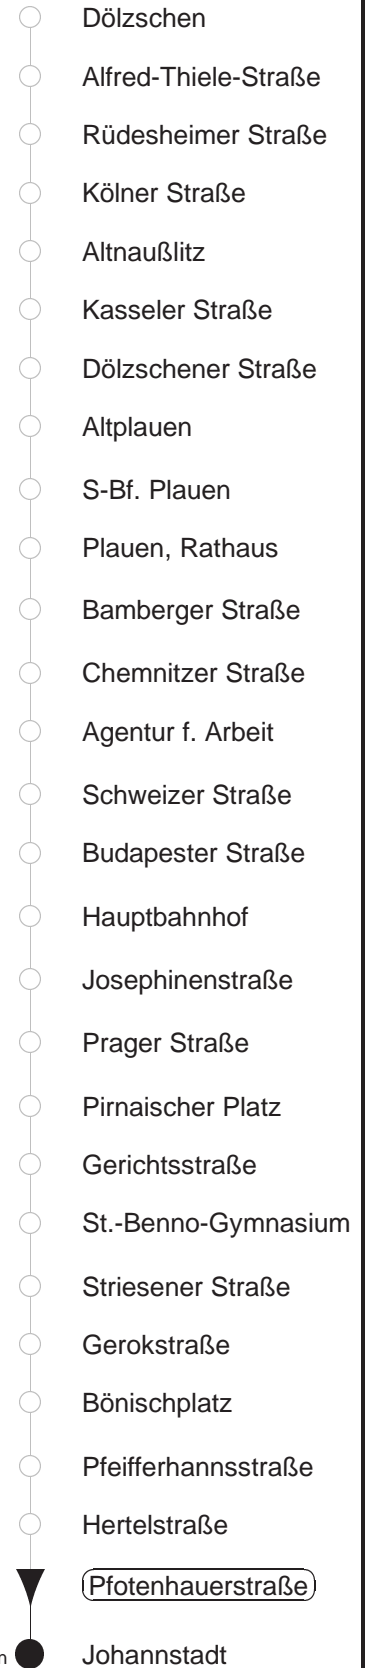 Dölzschen
Alfred-Thiele-Straße
Rüdesheimer Straße
Kölner Straße
Altnaußlitz
Kasseler Straße
Dölzschener Straße
Altplauen
S-Bf. Plauen
Plauen, Rathaus
Bamberger Straße
Chemnitzer Straße
Agentur f. Arbeit
Schweizer Straße
Budapester Straße
Hauptbahnhof
Josephinenstraße
Prager Straße
Pirnaischer Platz
Gerichtsstraße
St.-Benno-Gymnasium
Striesener Straße
Gerokstraße
Bönischplatz
Pfeifferhannsstraße
Hertelstraße
Pfotenhauerstraße
Johannstadt